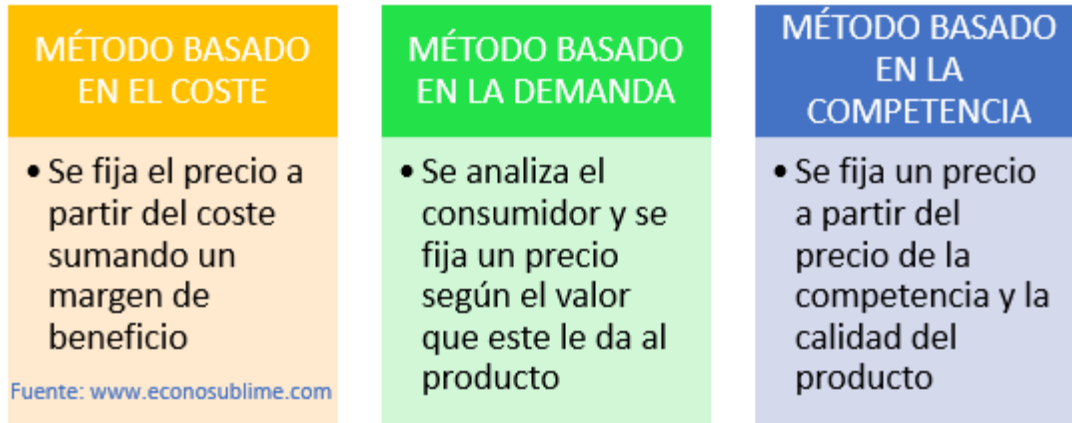 MÉTODO BASADO
EN EL COSTE
• Se fija el precio a
partir del coste
sumando un
margen de
beneficio
Fuente: www.econosublime.com
MÉTODO BASADO
EN LA DEMANDA
• Se analiza el
consumidor y se
fija un precio
según el valor
que este le da al
producto
MÉTODO BASADO
EN LA
COMPETENCIA
• Se fija un precio
a partir del
precio de la
competencia y la
calidad del
producto